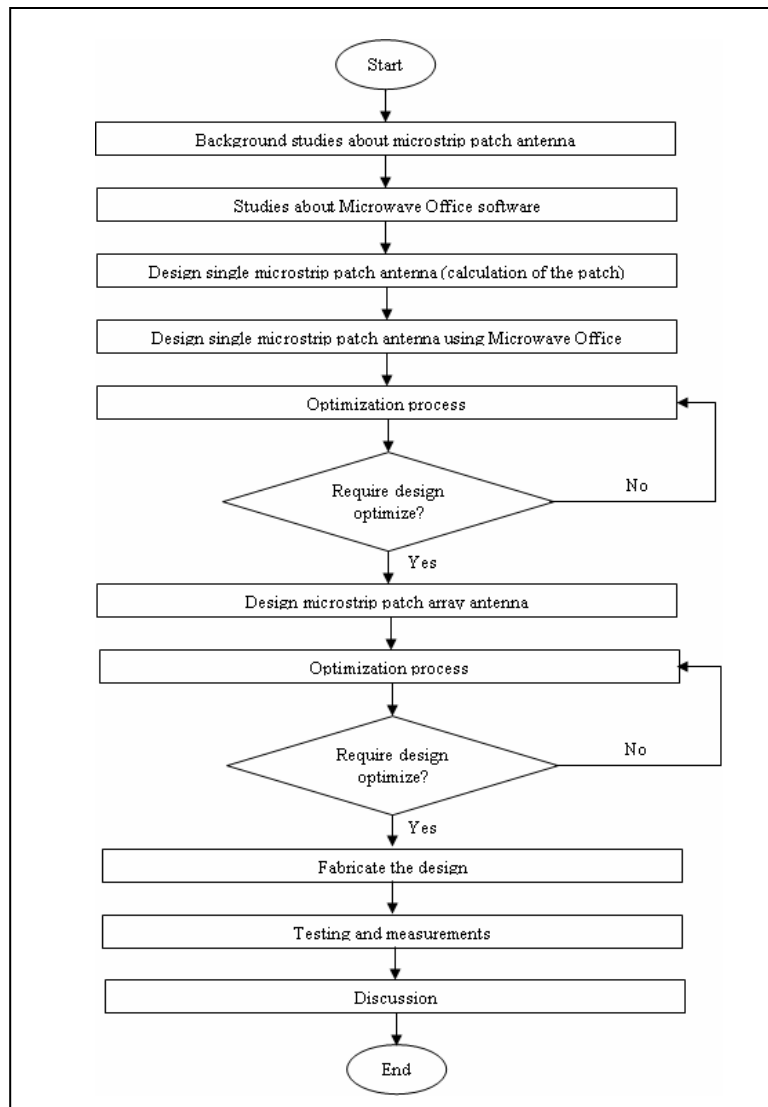 Start
Background studies about microstrip patch antenna
Studies about Microwave Office software
Design single microstrip patch antenna (calculation of the patch)
Design single microstrip patch antenna using Microwave Office
Optimization process
Require design
optimize?
No
Yes
Design microstrip patch array antenna
Optimization process
Require design
optimize?
No
Yes
Fabricate the design
Testing and measurements
Discussion
End